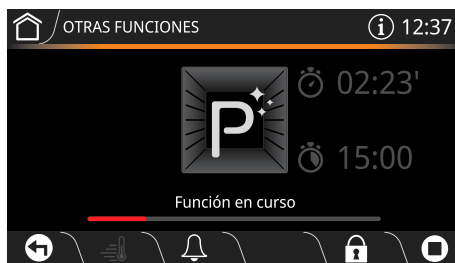 OTRAS FUNCIONES
12:37
P
02:23'
15:00
Función en curso